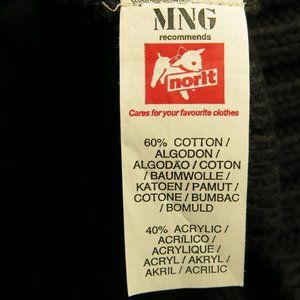 MNG
recommends
norit
Cares for your favourite clothes
60% COTTON /
ALGODON /
ALGODÃO / COTON
/ BAUMWOLLE /
KATOEN / PAMUT /
COTONE / BUMBAC
/ BOMULD
40% ACRYLIC /
ACRÍLICO /
ACRYLIQUE /
ACRYL / AKRYL /
AKRIL / ACRILIC